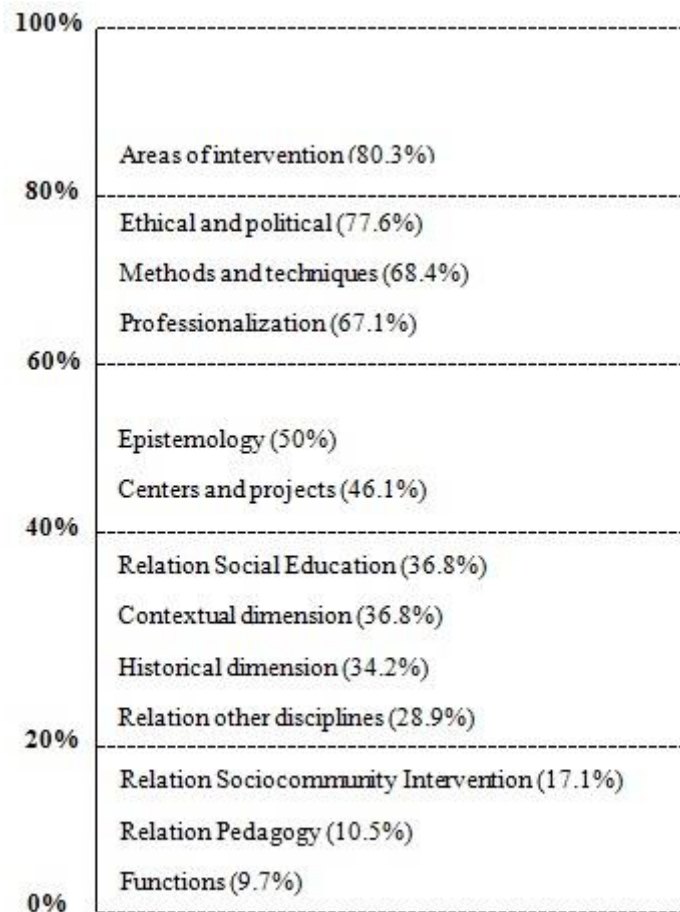 100%
Areas of intervention (80.3%)
80%
Ethical and political (77.6%)
Methods and techniques (68.4%)
Professionalization (67.1%)
60%
Epistemology (50%)
Centers and projects (46.1%)
40%
Relation Social Education (36.8%)
Contextual dimension (36.8%)
Historical dimension (34.2%)
Relation other disciplines (28.9%)
20%
Relation Sociocommunity Intervention (17.1%)
Relation Pedagogy (10.5%)
Functions (9.7%)
0%